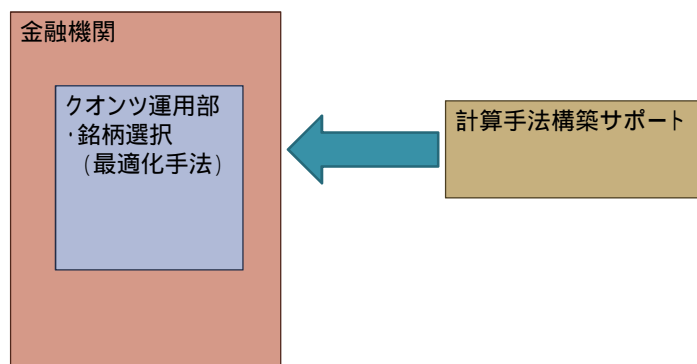 金融機関
クオンツ運用部
・銘柄選択
(最適化手法)
計算手法構築サポート